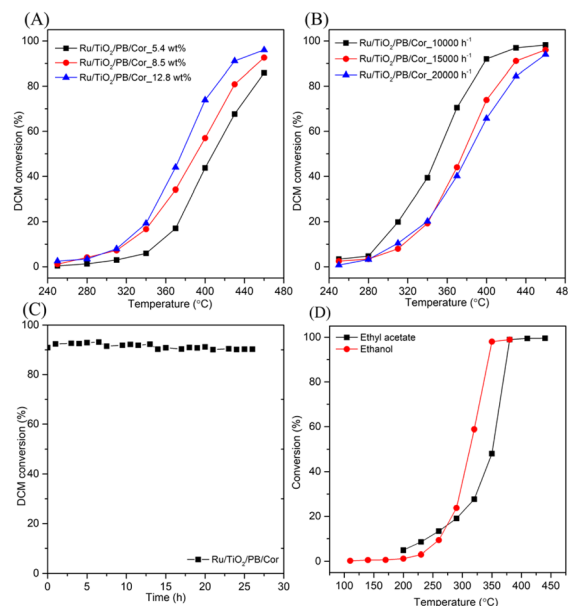 (A)
Ru/TiO2/PB/Cor_5.4 wt%
Ru/TiO2/PB/Cor_8.5 wt%
Ru/TiO2/PB/Cor_12.8 wt%
DCM conversion (%)
100
80
60
40
20
0
240 280 320 360 400 440 480
Temperature (°C)
(B)
Ru/TiO2/PB/Cor_10000 h-1
Ru/TiO2/PB/Cor_15000 h-1
Ru/TiO2/PB/Cor_20000 h-1
DCM conversion (%)
100
80
60
40
20
0
240 280 320 360 400 440 480
Temperature (°C)
(C)
DCM conversion (%)
100
80
60
40
20
0
Ru/TiO2/PB/Cor
0 5 10 15 20 25 30
Time (h)
(D)
Ethyl acetate
Ethanol
Conversion (%)
100
80
60
40
20
0
100 150 200 250 300 350 400 450
Temperature (°C)